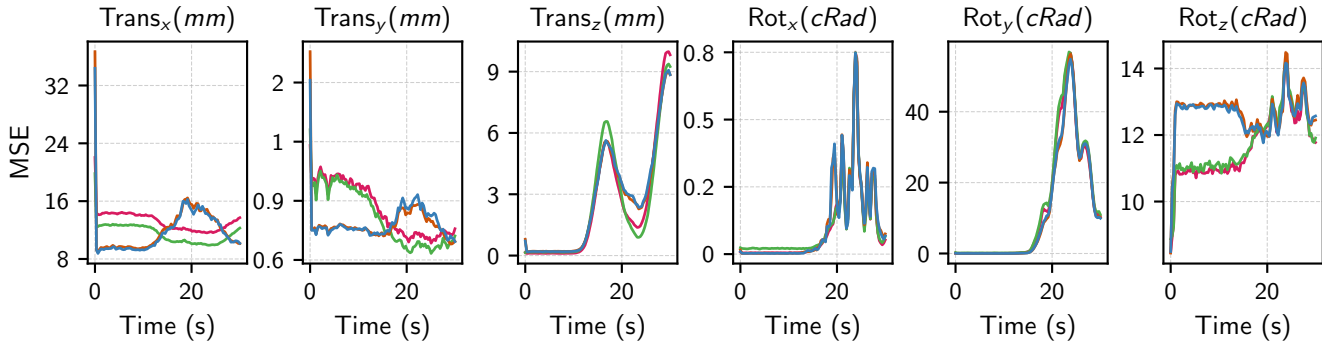 Trans_x(mm) Trans_y(mm) Trans_z(mm) Rot_x(cRad) Rot_y(cRad) Rot_z(cRad)
MSE
32 24 16 8
2 1 0.9 0.6
9 6 3 0
0.8 0.5 0.2 0
40 20 0
14 12 10
0 20 0 20 0 20 0 20 0 20 0 20
Time (s) Time (s) Time (s) Time (s) Time (s) Time (s)